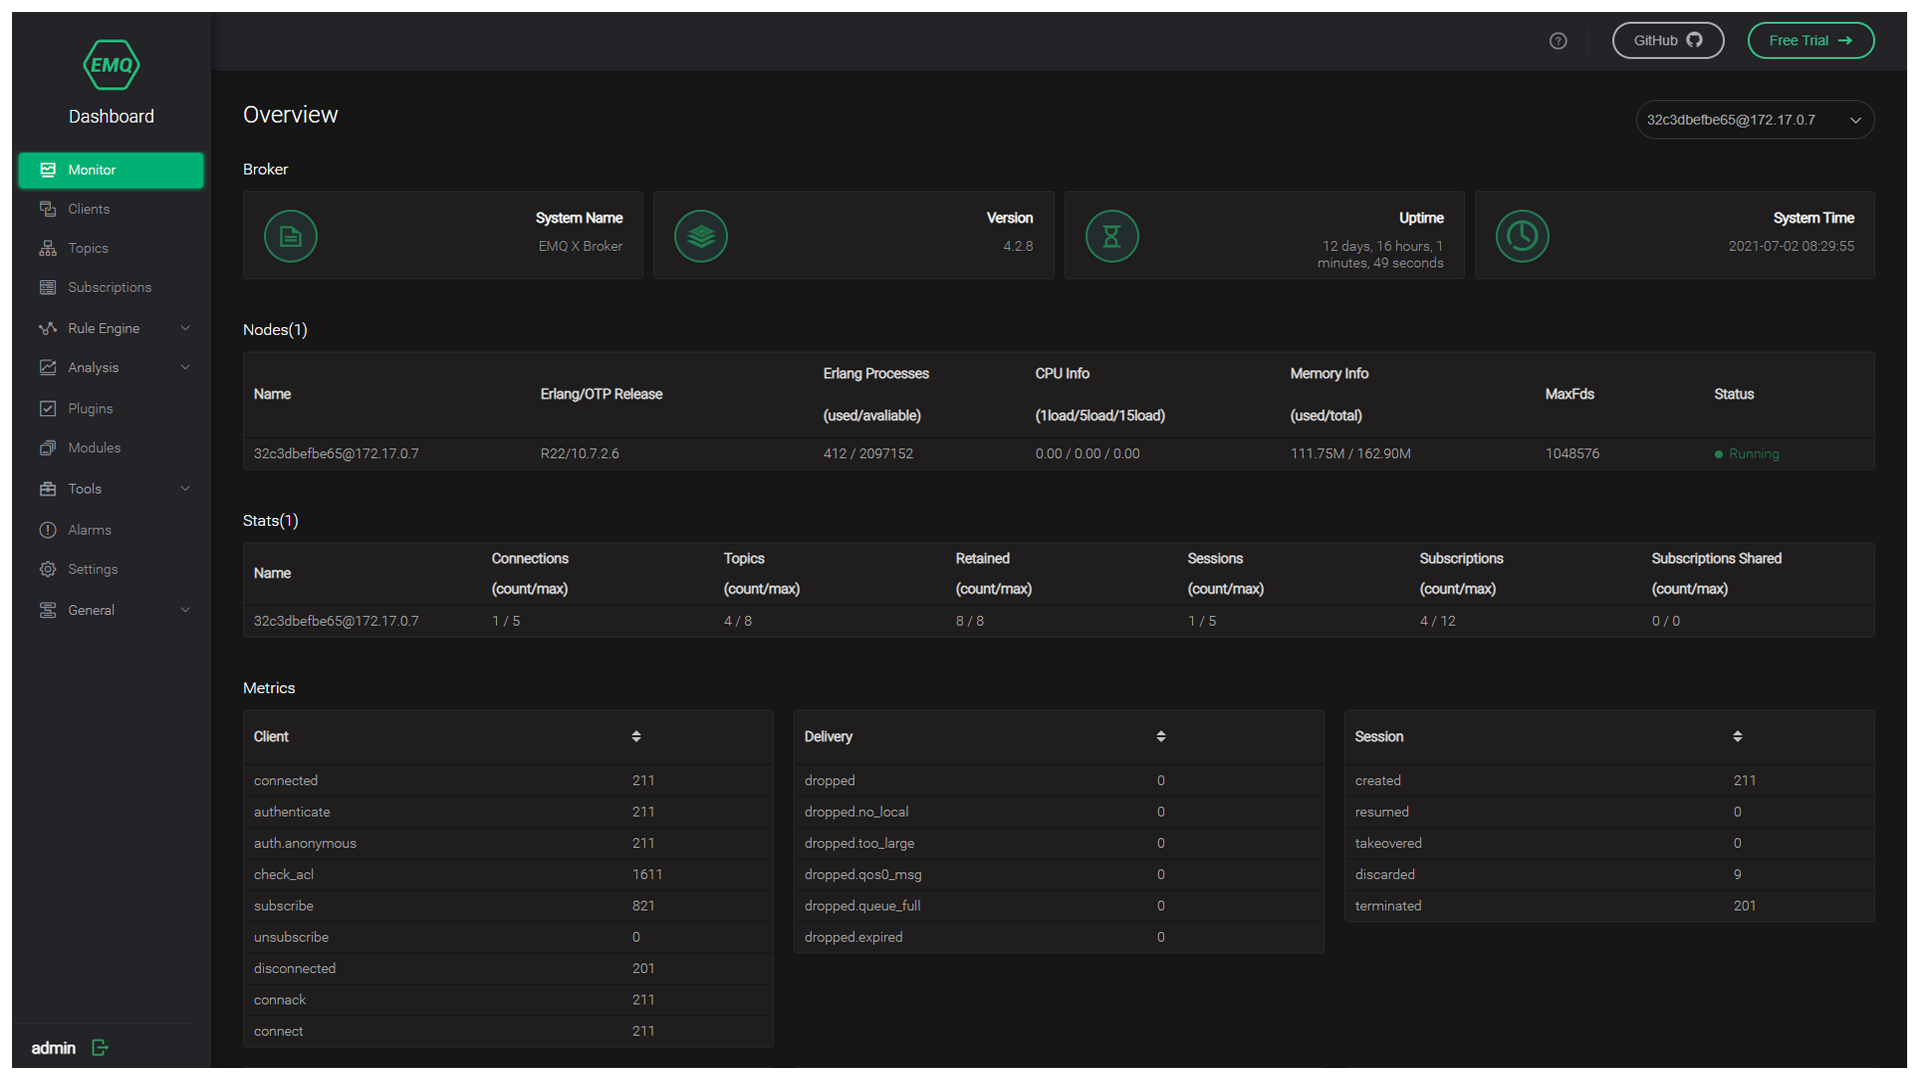 EMQ
Dashboard
Monitor
Clients
Topics
Subscriptions
Rule Engine
Analysis
Plugins
Modules
Tools
Alarms
Settings
General
admin
?
GitHub
Free Trial →
Overview
32c3dbefbe65@172.17.0.7
Broker
System Name
EMQ X Broker
Version
4.2.8
Uptime
12 days, 16 hours, 1
minutes, 49 seconds
System Time
2021-07-02 08:29:55
Nodes(1)
Name Erlang/OTP Release Erlang Processes (used/avaliable) CPU Info (1load/5load/15load) Memory Info (used/total) MaxFds Status
32c3dbefbe65@172.17.0.7 R22/10.7.2.6 412 / 2097152 0.00 / 0.00 / 0.00 111.75M / 162.90M 1048576 Running
Stats(1)
Name Connections (count/max) Topics (count/max) Retained (count/max) Sessions (count/max) Subscriptions (count/max) Subscriptions Shared (count/max)
32c3dbefbe65@172.17.0.7 1 / 5 4 / 8 8 / 8 1 / 5 4 / 12 0 / 0
Metrics
Client
connected 211
authenticate 211
auth.anonymous 211
check_acl 1611
subscribe 821
unsubscribe 0
disconnected 201
connack 211
connect 211
Delivery
dropped 0
dropped.no_local 0
dropped.too_large 0
dropped.qos0_msg 0
dropped.queue_full 0
dropped.expired 0
Session
created 211
resumed 0
takeovered 0
discarded 9
terminated 201